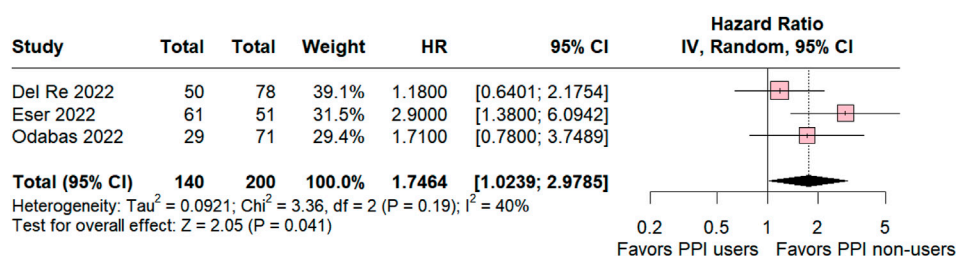 Hazard Ratio
Study Total Total Weight HR 95% CI IV, Random, 95% CI
Del Re 2022 50 78 39.1% 1.1800 [0.6401; 2.1754]
Eser 2022 61 51 31.5% 2.9000 [1.3800; 6.0942]
Odabas 2022 29 71 29.4% 1.7100 [0.7800; 3.7489]
Total (95% CI) 140 200 100.0% 1.7464 [1.0239; 2.9785]
Heterogeneity: Tau² = 0.0921; Chi² = 3.36, df = 2 (P = 0.19); I² = 40%
Test for overall effect: Z = 2.05 (P = 0.041)
0.2 0.5 1 2 5
Favors PPI users Favors PPI non-users